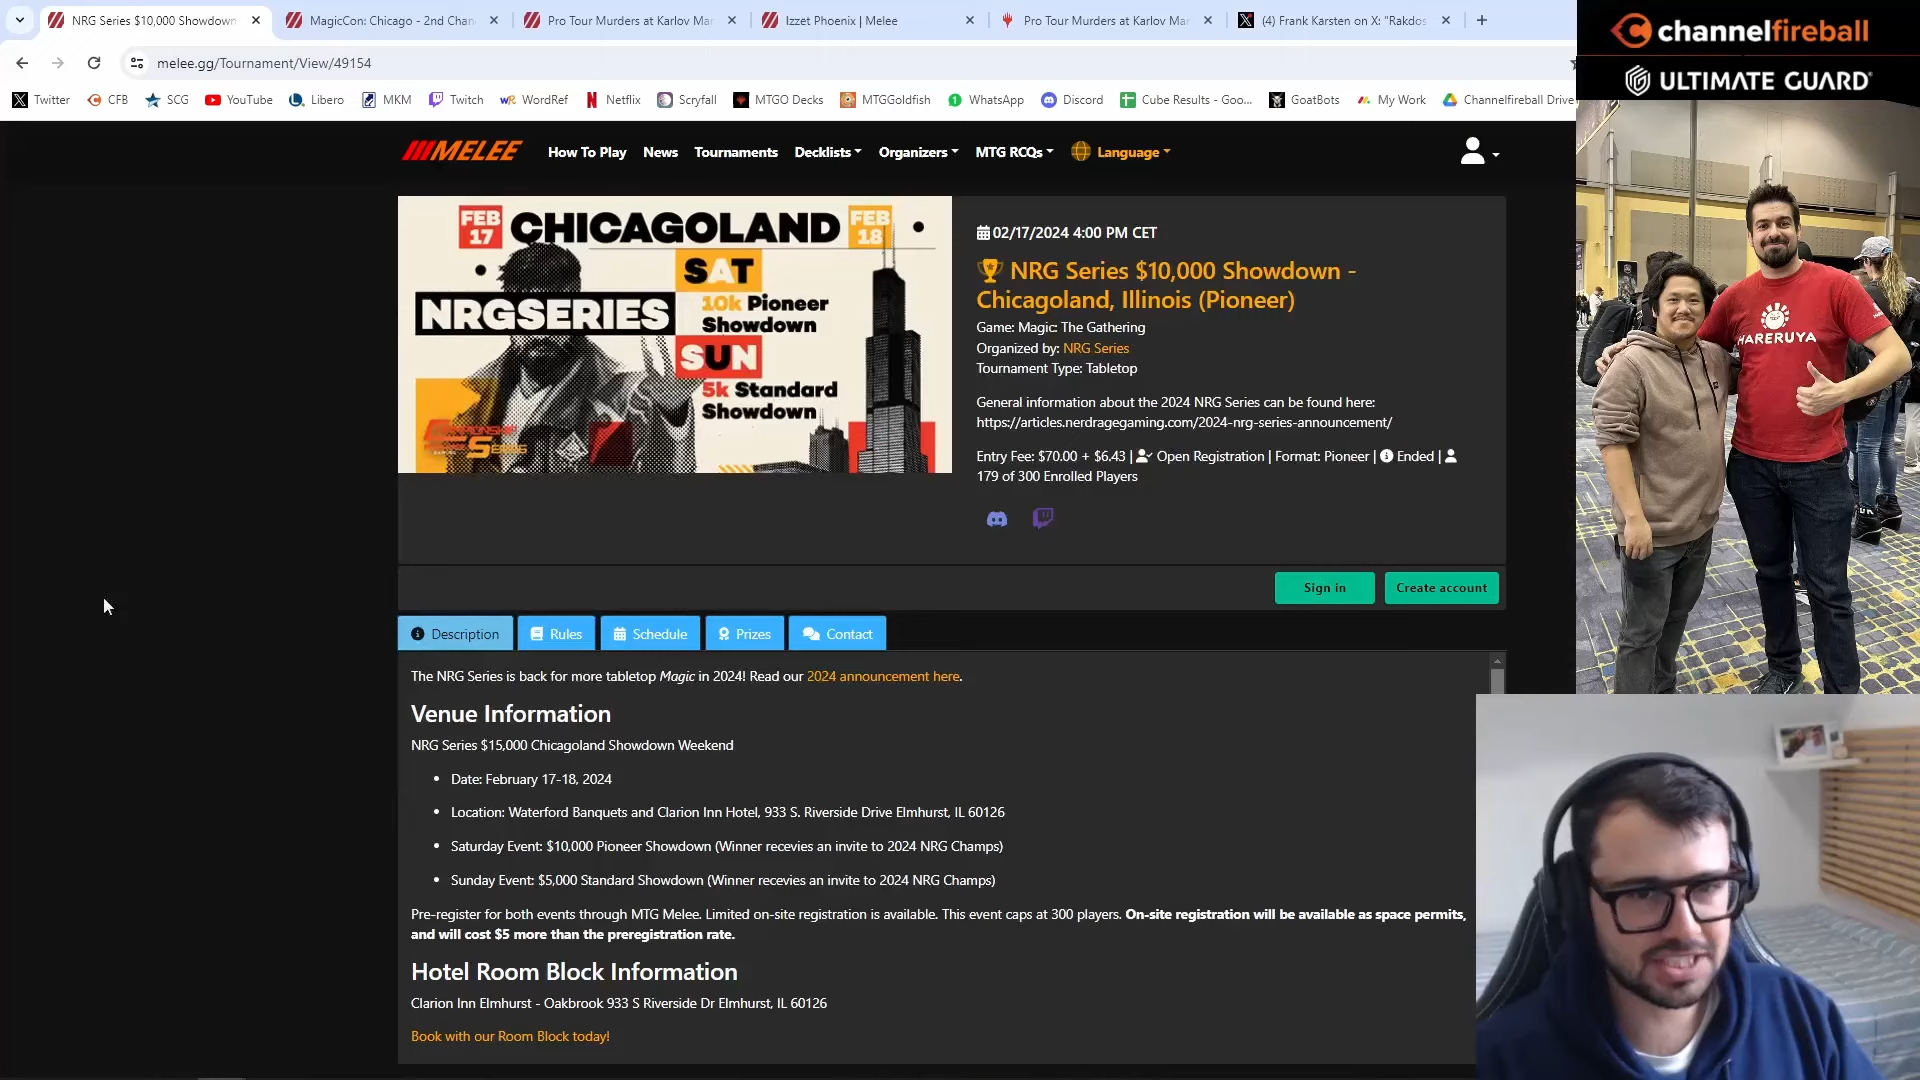 NRG Series $10,000 Showdown
MagicCon: Chicago - 2nd Chan
Pro Tour Murders at Karlov Mar
Izzet Phoenix | Melee
Pro Tour Murders at Karlov Mar
(4) Frank Karsten on X: "Rakdos
melee.gg/Tournament/View/49154
Twitter
CFB
SCG
YouTube
Libero
MKM
Twitch
WordRef
Netflix
Scryfall
MTGO Decks
MTGGoldfish
WhatsApp
Discord
Cube Results - Goo...
GoatBots
My Work
Channelfireball Drive
channelfireball
ULTIMATE GUARD
MELEE
How To Play
News
Tournaments
Decklists
Organizers
MTG RCQs
Language
FEB 17
CHICAGOLAND
FEB 18
SAT
10k Pioneer
Showdown
NRGSERIES
SUN
5k Standard
Showdown
02/17/2024 4:00 PM CET
NRG Series $10,000 Showdown -
Chicagoland, Illinois (Pioneer)
Game: Magic: The Gathering
Organized by: NRG Series
Tournament Type: Tabletop
General information about the 2024 NRG Series can be found here:
https://articles.nerdragegaming.com/2024-nrg-series-announcement/
Entry Fee: $70.00 + $6.43 | Open Registration | Format: Pioneer | Ended |
179 of 300 Enrolled Players
HARERUYA
Sign in
Create account
Description
Rules
Schedule
Prizes
Contact
The NRG Series is back for more tabletop Magic in 2024! Read our 2024 announcement here.
Venue Information
NRG Series $15,000 Chicagoland Showdown Weekend
• Date: February 17-18, 2024
• Location: Waterford Banquets and Clarion Inn Hotel, 933 S. Riverside Drive Elmhurst, IL 60126
• Saturday Event: $10,000 Pioneer Showdown (Winner recevies an invite to 2024 NRG Champs)
• Sunday Event: $5,000 Standard Showdown (Winner recevies an invite to 2024 NRG Champs)
Pre-register for both events through MTG Melee. Limited on-site registration is available. This event caps at 300 players. On-site registration will be available as space permits,
and will cost $5 more than the preregistration rate.
Hotel Room Block Information
Clarion Inn Elmhurst - Oakbrook 933 S Riverside Dr Elmhurst, IL 60126
Book with our Room Block today!